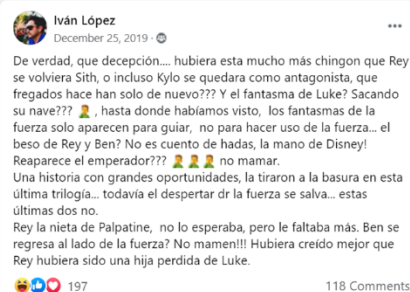 Iván López
December 25, 2019 ·
De verdad, que decepción.... hubiera esta mucho más chingon que Rey
se volviera Sith, o incluso Kylo se quedara como antagonista, que
fregados hace han solo de nuevo??? Y el fantasma de Luke? Sacando
su nave??? 🤦, hasta donde habíamos visto, los fantasmas de la
fuerza solo aparecen para guiar, no para hacer uso de la fuerza... el
beso de Rey y Ben? No es cuento de hadas, la mano de Disney!
Reaparece el emperador??? 🤦🤦🤦 no mamar.
Una historia con grandes oportunidades, la tiraron a la basura en esta
última trilogía... todavía el despertar dr la fuerza se salva... estas
últimas dos no.
Rey la nieta de Palpatine, no lo esperaba, pero le faltaba más. Ben se
regresa al lado de la fuerza? No mamen!!! Hubiera creído mejor que
Rey hubiera sido una hija perdida de Luke.
197
118 Comments